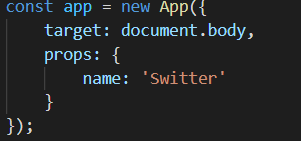 const app = new App({
    target: document.body,
    props: {
        name: 'Switter'
    }
});